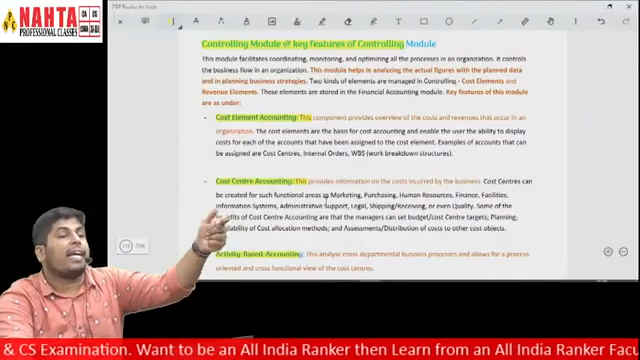 NAHTA
PROFESSIONAL CLASSES
CA
CS
CMA
XI-XII
PDF Reader by Xodo
Controlling Module & key features of Controlling Module
This module facilitates coordinating, monitoring, and optimizing all the processes in an organization. It controls
the business flow in an organization. This module helps in analyzing the actual figures with the planned data
and in planning business strategies. Two kinds of elements are managed in Controlling - Cost Elements and
Revenue Elements. These elements are stored in the Financial Accounting module. Key features of this module
are as under:
- Cost Element Accounting: This component provides overview of the costs and revenues that occur in an
organization. The cost elements are the basis for cost accounting and enable the user the ability to display
costs for each of the accounts that have been assigned to the cost element. Examples of accounts that
can be assigned are Cost Centres, Internal Orders, WBS (work breakdown structures).
- Cost Centre Accounting: This provides information on the costs incurred by the business. Cost Centres can
be created for such functional areas as Marketing, Purchasing, Human Resources, Finance, Facilities,
Information Systems, Administrative Support, Legal, Shipping/Receiving, or even Quality. Some of the
of Cost Centre Accounting are that the managers can set budget/cost Centre targets; Planning;
of Cost allocation methods; and Assessments/Distribution of costs to other cost objects.
Activity-Based Accounting: This analyse cross departmental business processes and allows for a process
oriented and cross functional view of the cost centres.
& CS Examination. Want to be an All India Ranker then Learn from an All India Ranker Facu